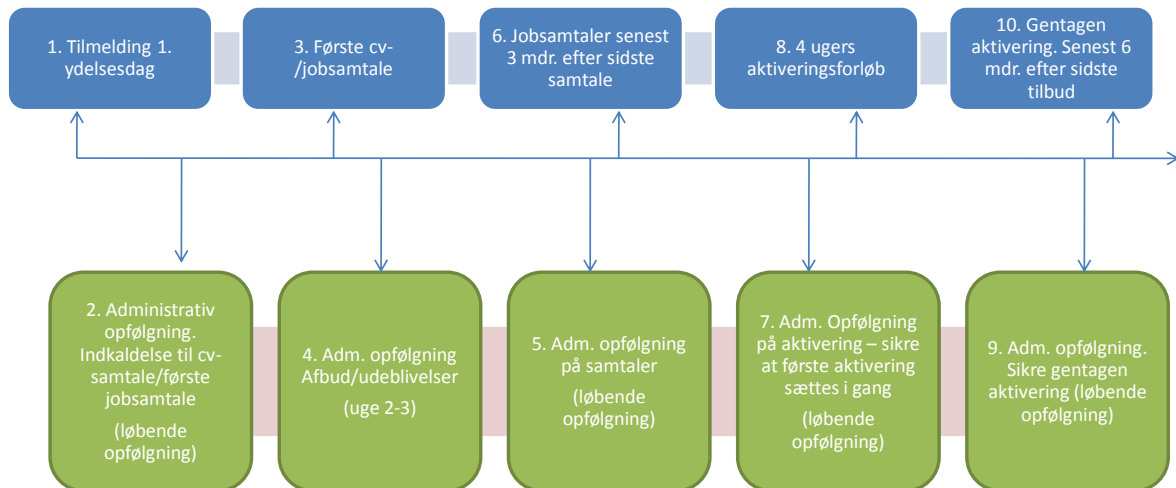 1. Tilmelding 1.
ydelsesdag
3. Første cv-
/jobsamtale
6. Jobsamtaler senest
3 mdr. efter sidste
samtale
8. 4 ugers
aktiveringsforløb
10. Gentagen
aktivering. Senest 6
mdr. efter sidste
tilbud
2. Administrativ
opfølgning.
Indkaldelse til cv-
samtale/første
jobsamtale
(løbende
opfølgning)
4. Adm. opfølgning
Afbud/udeblivelser
(uge 2-3)
5. Adm. opfølgning
på samtaler
(løbende
opfølgning)
7. Adm. Opfølgning
på aktivering – sikre
at første aktivering
sættes i gang
(løbende
opfølgning)
9. Adm. opfølgning.
Sikre gentagen
aktivering (løbende
opfølgning)